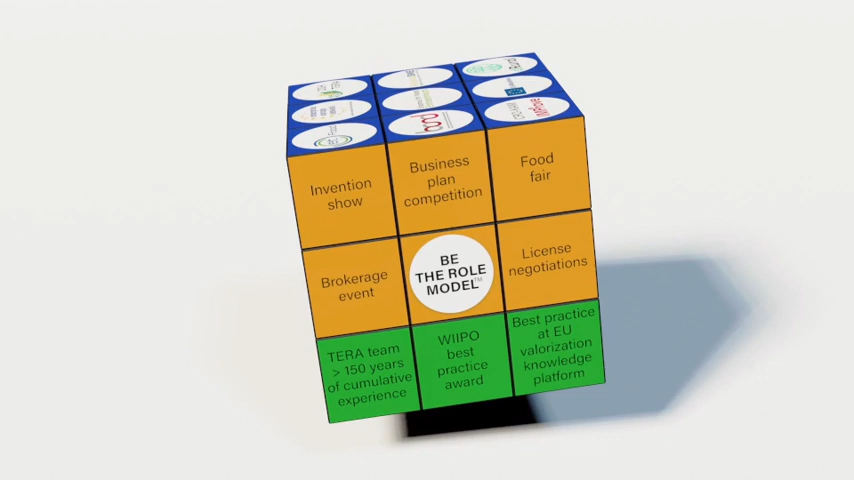 Invention
show
Business
plan
competition
Food
fair
Brokerage
event
BE
THE ROLE
MODEL™
License
negotiations
TERA team
> 150 years
of cumulative
experience
WIIPO
best
practice
award
Best practice
at EU
valorization
knowledge
platform